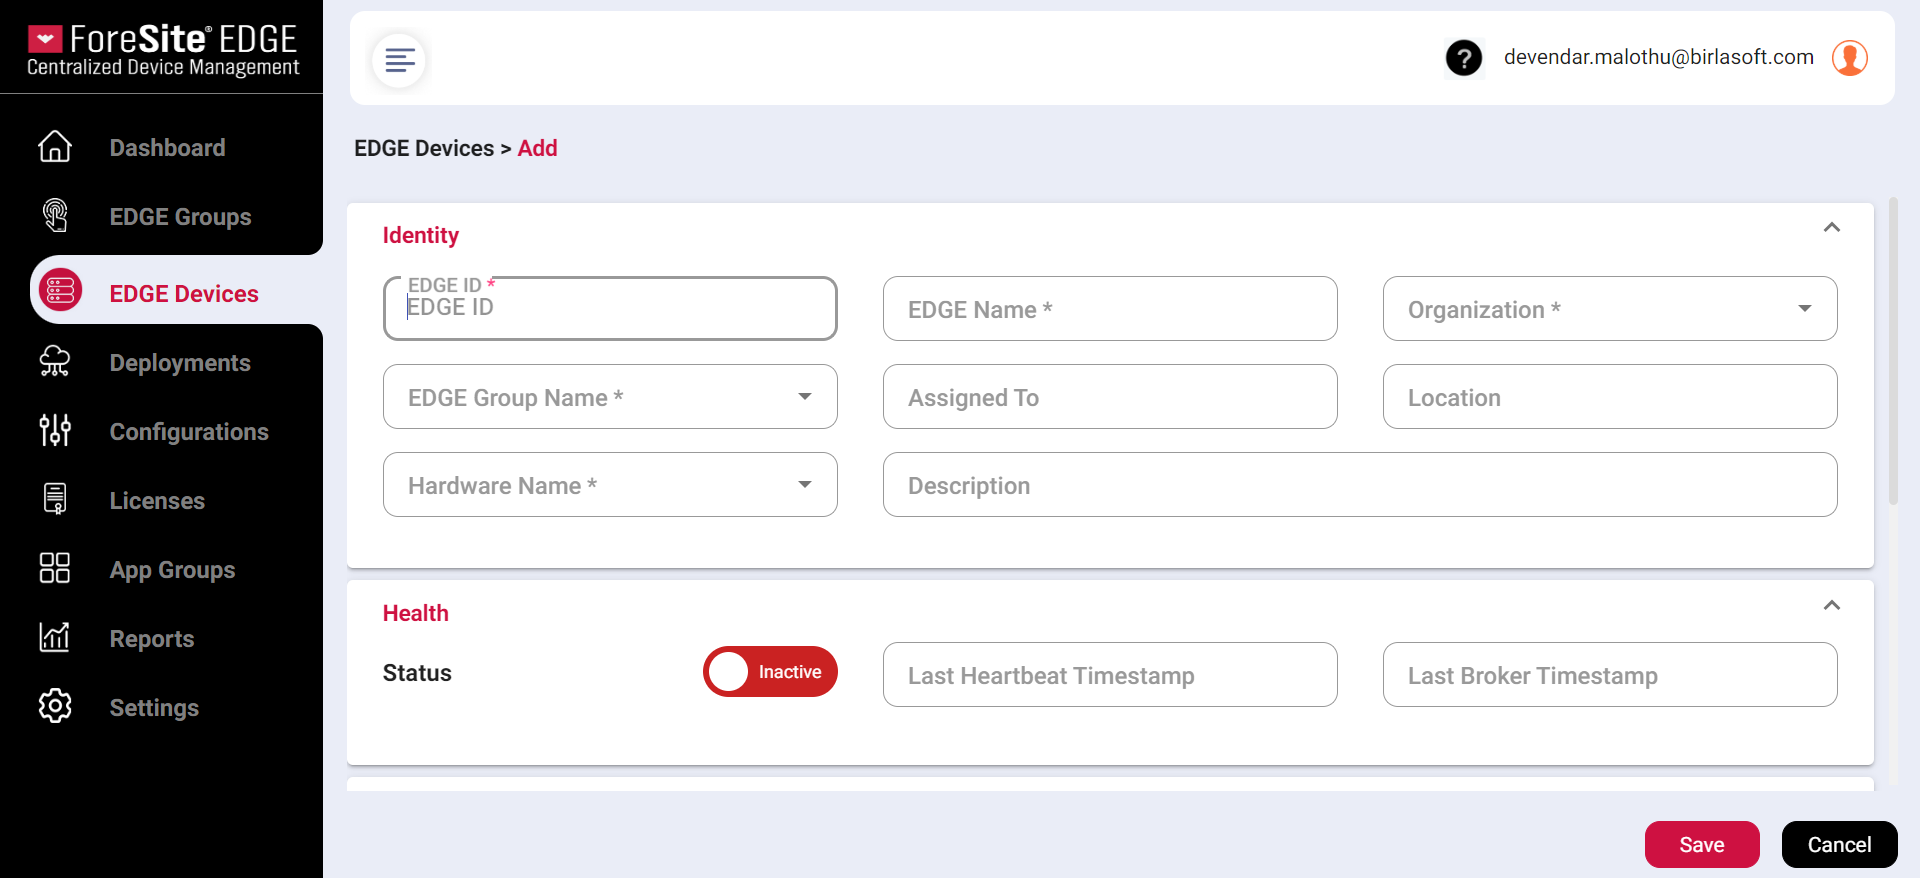 ForeSite® EDGE
Centralized Device Management
?
devendar.malothu@birlasoft.com
Dashboard
EDGE Groups
EDGE Devices
Deployments
Configurations
Licenses
App Groups
Reports
Settings
EDGE Devices > Add
Identity
EDGE ID *
EDGE ID
EDGE Name *
Organization *
EDGE Group Name *
Assigned To
Location
Hardware Name *
Description
Health
Status
Inactive
Last Heartbeat Timestamp
Last Broker Timestamp
Save
Cancel